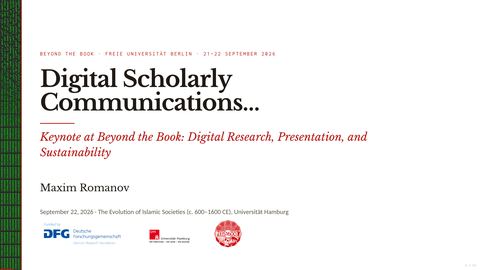 BEYOND THE BOOK · FREIE UNIVERSITÄT BERLIN · 21–22 SEPTEMBER 2026
Digital Scholarly
Communications...
Keynote at Beyond the Book: Digital Research, Presentation, and
Sustainability
Maxim Romanov
September 22, 2026 · The Evolution of Islamic Societies (c. 600–1600 CE), Universität Hamburg
DFG
Deutsche
Forschungsgemeinschaft
Universität Hamburg